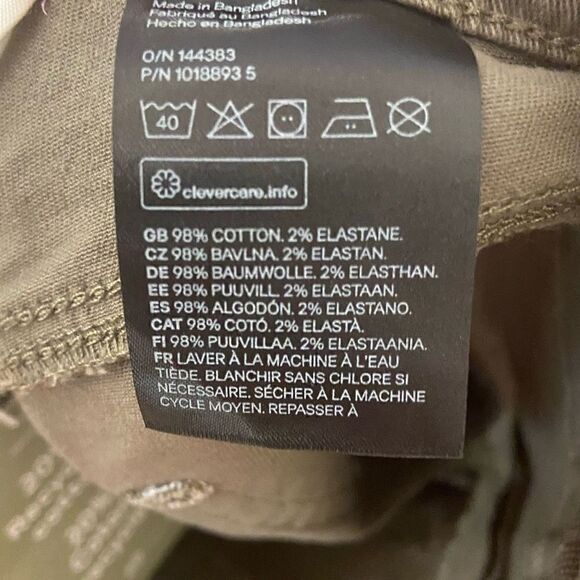 Made in Bangladesh
Fabriqué au Bangladesh
Hecho en Bangladesh
O/N 144383
P/N 1018893 5
40
clevercare.info
GB 98% COTTON. 2% ELASTANE.
CZ 98% BAVLNA. 2% ELASTAN.
DE 98% BAUMWOLLE. 2% ELASTHAN.
EE 98% PUUVILL. 2% ELASTAAN.
ES 98% ALGODÓN. 2% ELASTANO.
CAT 98% COTÓ. 2% ELASTÀ.
FI 98% PUUVILLAA. 2% ELASTAANIA.
FR LAVER À LA MACHINE À L'EAU
TIÈDE. BLANCHIR SANS CHLORE SI
NÉCESSAIRE. SÉCHER À LA MACHINE
CYCLE MOYEN. REPASSER À